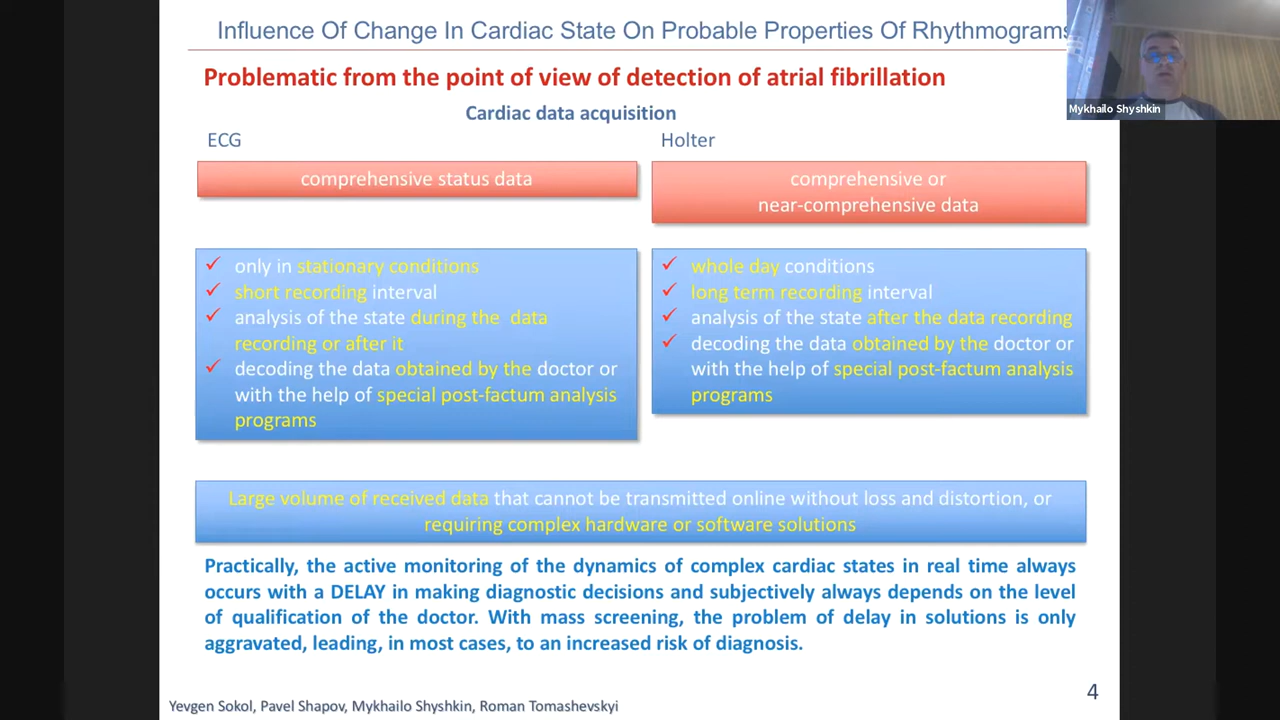 Influence Of Change In Cardiac State On Probable Properties Of Rhythmograms
Mykhailo Shyshkin
Problematic from the point of view of detection of atrial fibrillation
Cardiac data acquisition
ECG
comprehensive status data
only in stationary conditions
short recording interval
analysis of the state during the data
recording or after it
decoding the data obtained by the doctor or
with the help of special post-factum analysis
programs
Holter
comprehensive or
near-comprehensive data
whole day conditions
long term recording interval
analysis of the state after the data recording
decoding the data obtained by the doctor or
with the help of special post-factum analysis
programs
Large volume of received data that cannot be transmitted online without loss and distortion, or
requiring complex hardware or software solutions
Practically, the active monitoring of the dynamics of complex cardiac states in real time always
occurs with a DELAY in making diagnostic decisions and subjectively always depends on the level
of qualification of the doctor. With mass screening, the problem of delay in solutions is only
aggravated, leading, in most cases, to an increased risk of diagnosis.
4
Yevgen Sokol, Pavel Shapov, Mykhailo Shyshkin, Roman Tomashevskyi